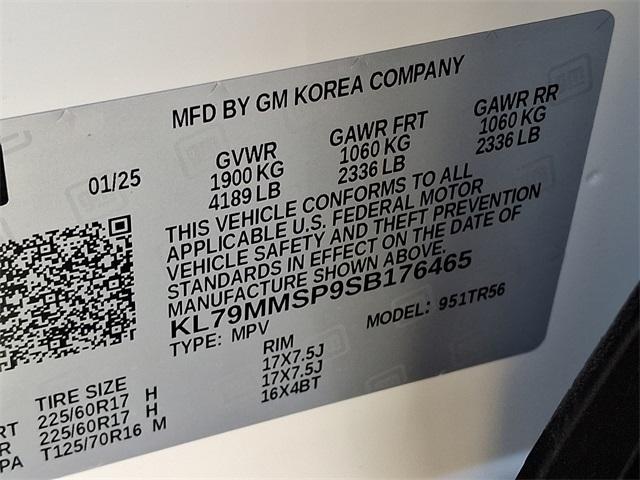 MFD BY GM KOREA COMPANY
01/25
GVWR GAWR FRT GAWR RR
1900 KG 1060 KG 1060 KG
4189 LB 2336 LB 2336 LB
THIS VEHICLE CONFORMS TO ALL
APPLICABLE U.S. FEDERAL MOTOR
VEHICLE SAFETY AND THEFT PREVENTION
STANDARDS IN EFFECT ON THE DATE OF
MANUFACTURE SHOWN ABOVE.
KL79MMSP9SB176465
TYPE: MPV MODEL: 951TR56
TIRE SIZE RIM
RT 225/60R17 H 17X7.5J
R 225/60R17 H 17X7.5J
PA T125/70R16 M 16X4BT